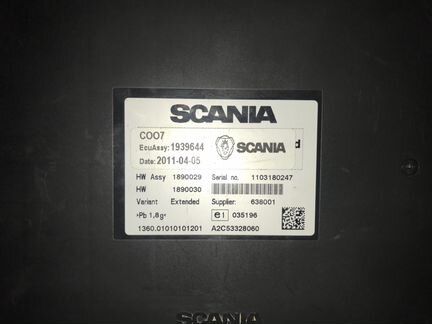 SCANIA
COO7
EcuAssy: 1939644
Date: 2011-04-05
SCANIA
d
HW Assy 1890029 Serial no. 1103180247
HW 1890030
Variant Extended Supplier: 638001
Pb 1,8g e1 035196
1360.01010101201 A2C53328060
SCANIA